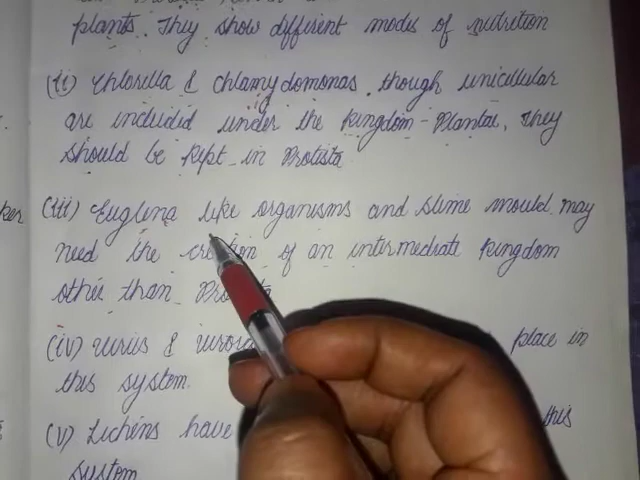 plants. They show different modes of nutretion
(ii) Chlorella & chlamydomonas, though unicellular
are included under the kingdom - Plantae, They
should be kept in Protista
ker
(iii) Euglena like organisms and slime mould may
need the creation of an intermediate kingdom
other than
(iv) Virus & place in
this system.
(v) Lichens have this
system